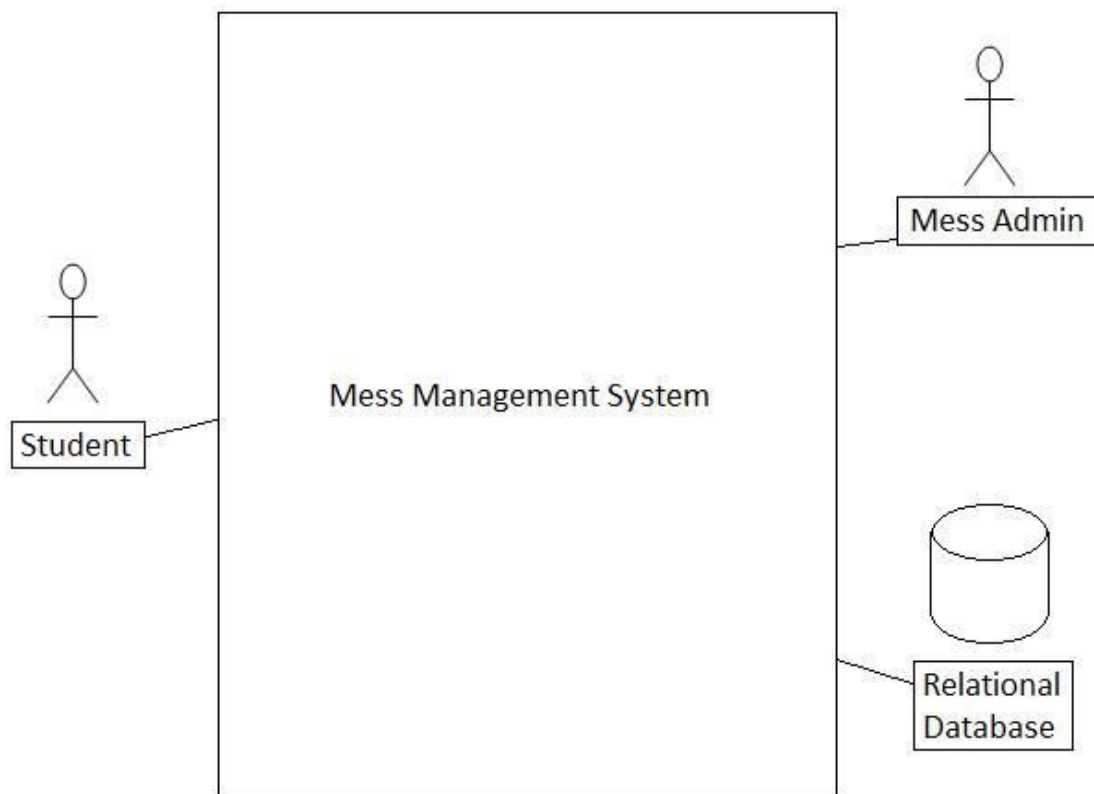 Mess Admin
Student
Mess Management System
Relational
Database